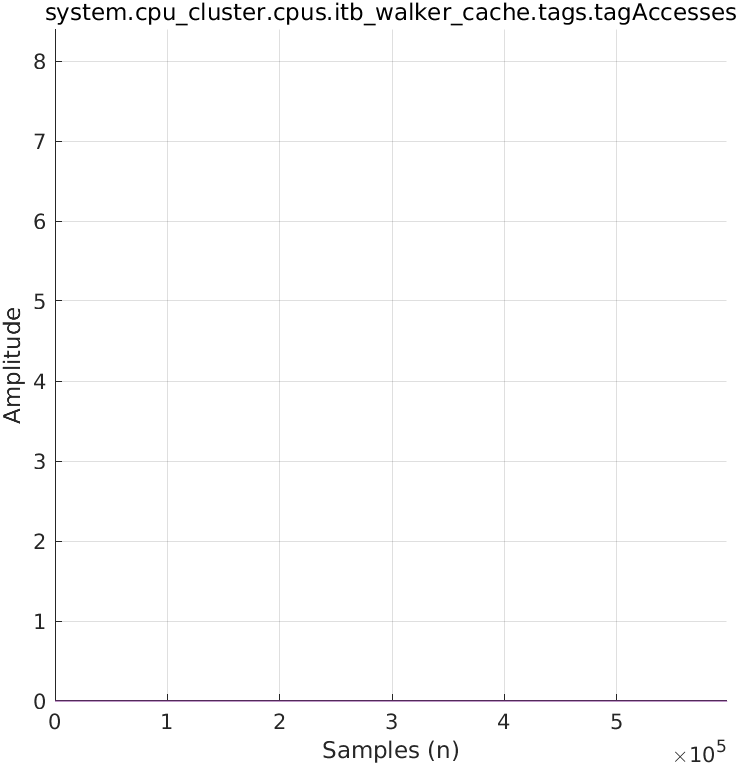 system.cpu_cluster.cpus.itb_walker_cache.tags.tagAccesses
8
7
6
5
4
3
2
1
0
Amplitude
0 1 2 3 4 5
×10^5
Samples (n)